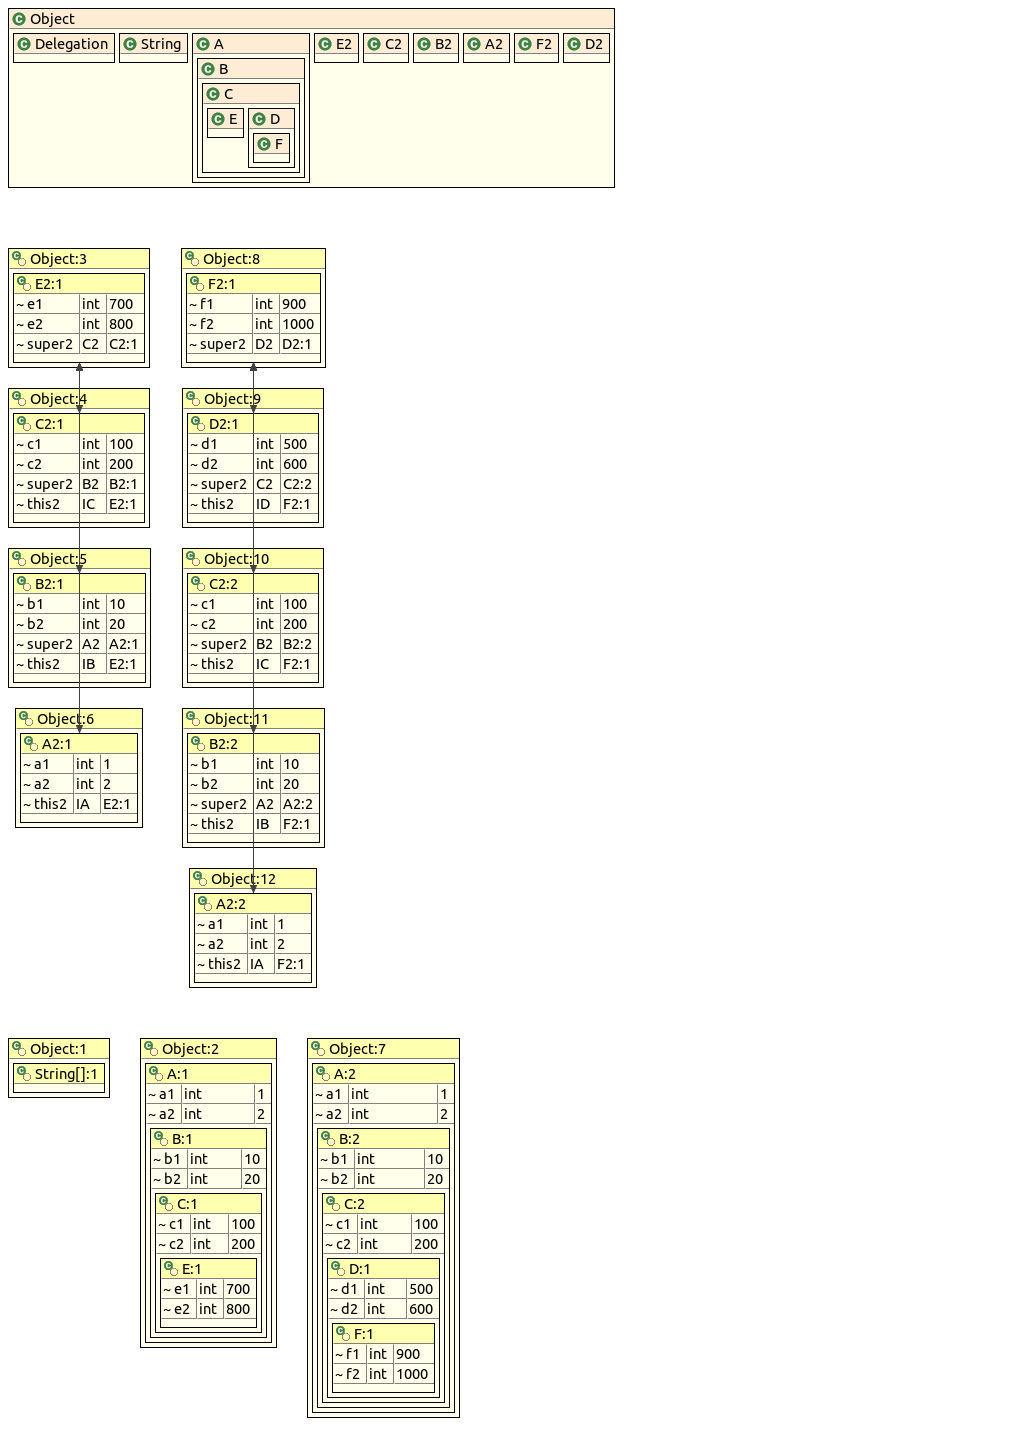 Object
Delegation String A E2 C2 B2 A2 F2 D2
B
C
E D
F
Object:3
E2:1
~ e1 int 700
~ e2 int 800
~ super2 C2 C2:1
Object:4
C2:1
~ c1 int 100
~ c2 int 200
~ super2 B2 B2:1
~ this2 IC E2:1
Object:5
B2:1
~ b1 int 10
~ b2 int 20
~ super2 A2 A2:1
~ this2 IB E2:1
Object:6
A2:1
~ a1 int 1
~ a2 int 2
~ this2 IA E2:1
Object:8
F2:1
~ f1 int 900
~ f2 int 1000
~ super2 D2 D2:1
Object:9
D2:1
~ d1 int 500
~ d2 int 600
~ super2 C2 C2:2
~ this2 ID F2:1
Object:10
C2:2
~ c1 int 100
~ c2 int 200
~ super2 B2 B2:2
~ this2 IC F2:1
Object:11
B2:2
~ b1 int 10
~ b2 int 20
~ super2 A2 A2:2
~ this2 IB F2:1
Object:12
A2:2
~ a1 int 1
~ a2 int 2
~ this2 IA F2:1
Object:1
String[]:1
Object:2
A:1
~ a1 int 1
~ a2 int 2
B:1
~ b1 int 10
~ b2 int 20
C:1
~ c1 int 100
~ c2 int 200
E:1
~ e1 int 700
~ e2 int 800
Object:7
A:2
~ a1 int 1
~ a2 int 2
B:2
~ b1 int 10
~ b2 int 20
C:2
~ c1 int 100
~ c2 int 200
D:1
~ d1 int 500
~ d2 int 600
F:1
~ f1 int 900
~ f2 int 1000